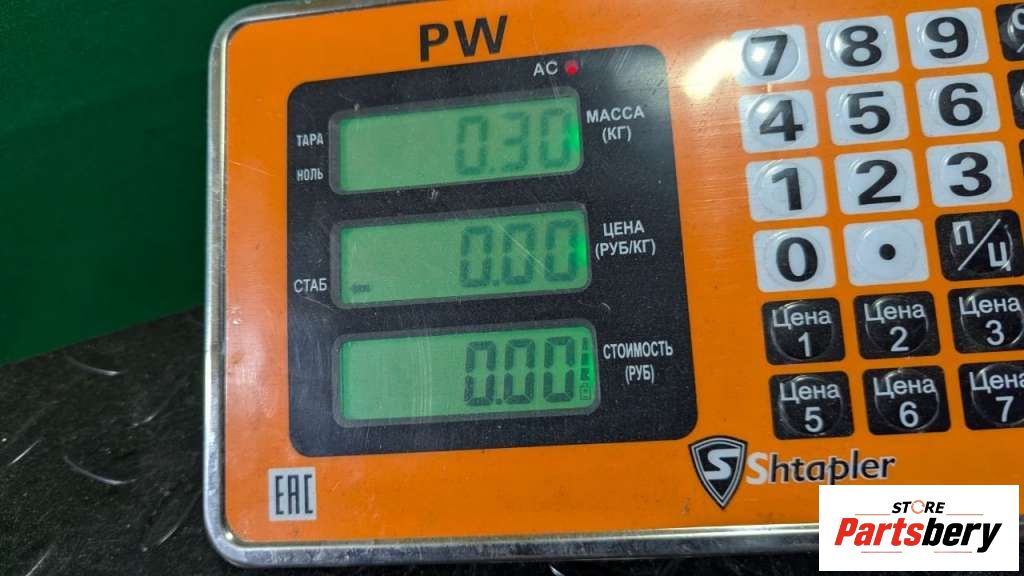 PW
AC
ТАРА
НОЛЬ
0.30
МАССА
(КГ)
СТАБ
0.00
ЦЕНА
(РУБ/КГ)
0.00
СТОИМОСТЬ
(РУБ)
7 8 9
4 5 6
1 2 3
0 . П/Ц
Цена 1 Цена 2 Цена 3
Цена 5 Цена 6 Цена 7
S Shtapler
EAC
STORE
Partsbery